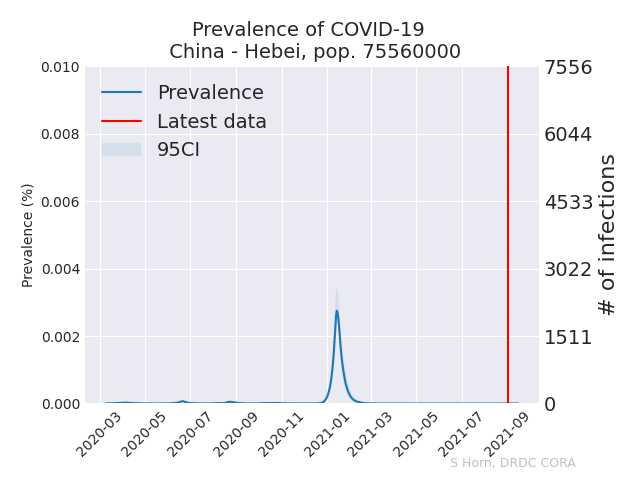 Prevalence of COVID-19
China - Hebei, pop. 75560000
Prevalence
Latest data
95CI
0.010
0.008
0.006
0.004
0.002
0.000
Prevalence (%)
7556
6044
4533
3022
1511
0
# of infections
2020-03
2020-05
2020-07
2020-09
2020-11
2021-01
2021-03
2021-05
2021-07
2021-09
S Horn, DRDC CORA